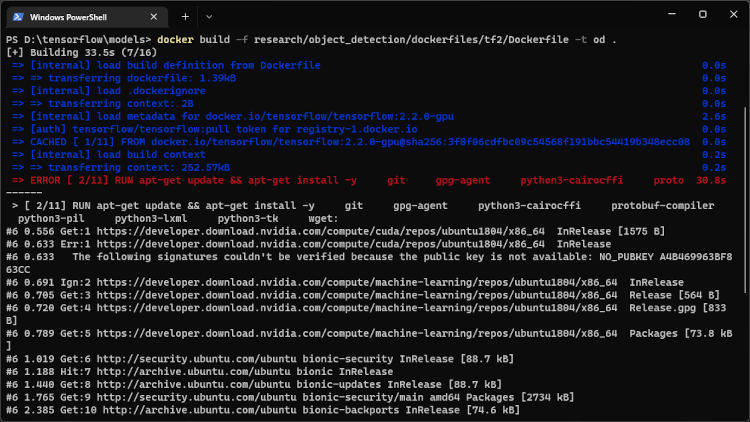 Windows PowerShell
PS D:\tensorflow\models> docker build -f research/object_detection/dockerfiles/tf2/Dockerfile -t od .
[+] Building 33.5s (7/16)
=> [internal] load build definition from Dockerfile 0.0s
=> => transferring dockerfile: 1.39kB 0.0s
=> [internal] load .dockerignore 0.0s
=> => transferring context: 2B 0.0s
=> [internal] load metadata for docker.io/tensorflow/tensorflow:2.2.0-gpu 2.6s
=> [auth] tensorflow/tensorflow:pull token for registry-1.docker.io 0.0s
=> CACHED [ 1/11] FROM docker.io/tensorflow/tensorflow:2.2.0-gpu@sha256:3f8f06cdfbc09c54568f191bbc54419b348ecc08 0.0s
=> [internal] load build context 0.2s
=> => transferring context: 252.57kB 0.2s
=> ERROR [ 2/11] RUN apt-get update && apt-get install -y git gpg-agent python3-cairocffi proto 30.8s
------
> [ 2/11] RUN apt-get update && apt-get install -y git gpg-agent python3-cairocffi protobuf-compiler
python3-pil python3-lxml python3-tk wget:
#6 0.556 Get:1 https://developer.download.nvidia.com/compute/cuda/repos/ubuntu1804/x86_64 InRelease [1575 B]
#6 0.633 Err:1 https://developer.download.nvidia.com/compute/cuda/repos/ubuntu1804/x86_64 InRelease
#6 0.633 The following signatures couldn't be verified because the public key is not available: NO_PUBKEY A4B469963BF8
63CC
#6 0.691 Ign:2 https://developer.download.nvidia.com/compute/machine-learning/repos/ubuntu1804/x86_64 InRelease
#6 0.705 Get:3 https://developer.download.nvidia.com/compute/machine-learning/repos/ubuntu1804/x86_64 Release [564 B]
#6 0.720 Get:4 https://developer.download.nvidia.com/compute/machine-learning/repos/ubuntu1804/x86_64 Release.gpg [833
B]
#6 0.789 Get:5 https://developer.download.nvidia.com/compute/machine-learning/repos/ubuntu1804/x86_64 Packages [73.8 kB
]
#6 1.019 Get:6 http://security.ubuntu.com/ubuntu bionic-security InRelease [88.7 kB]
#6 1.188 Hit:7 http://archive.ubuntu.com/ubuntu bionic InRelease
#6 1.440 Get:8 http://archive.ubuntu.com/ubuntu bionic-updates InRelease [88.7 kB]
#6 1.765 Get:9 http://security.ubuntu.com/ubuntu bionic-security/main amd64 Packages [2734 kB]
#6 2.385 Get:10 http://archive.ubuntu.com/ubuntu bionic-backports InRelease [74.6 kB]